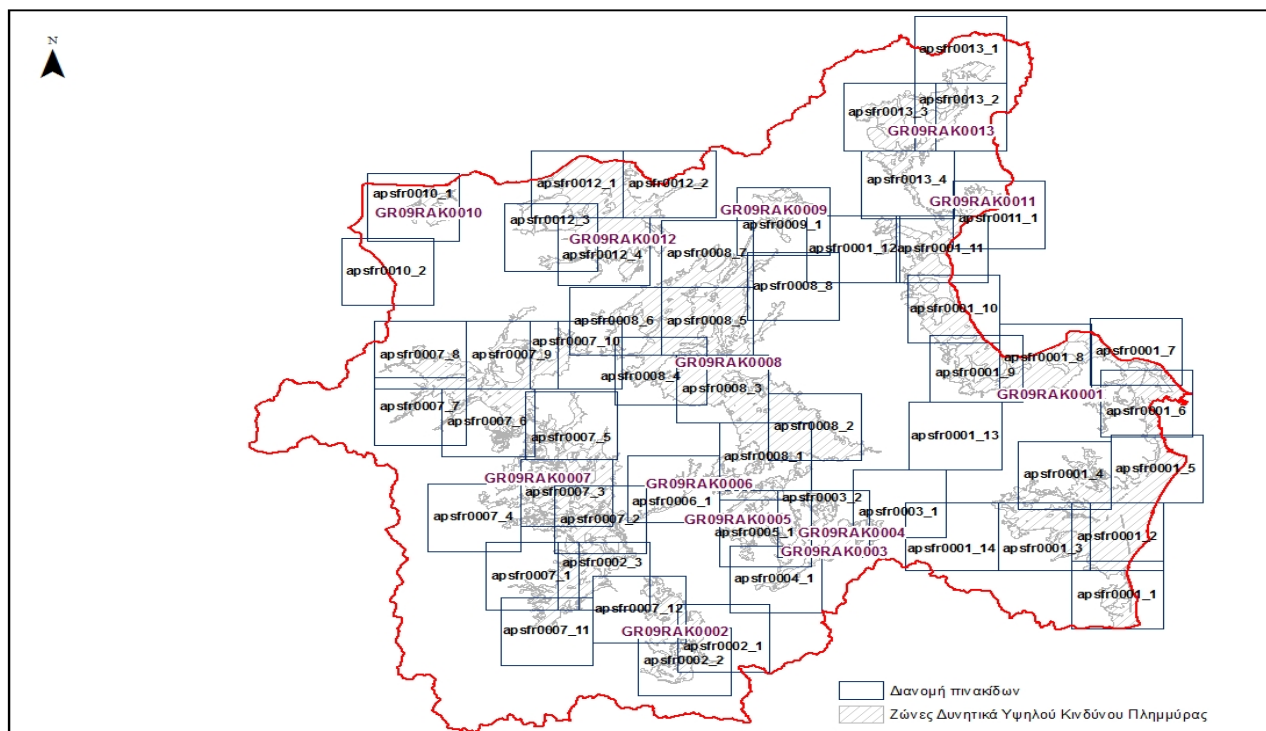 N
apsfr0013_1
apsfr0013_2
apsfr0013_3
GR09RAK0013
apsfr0013_4
apsfr0012_1
apsfr0012_2
apsfr0010_1
GR09RAK0010
GR09RAK0009
GR09RAK0011
apsfr0012_3
apsfr0009_1
apsfr0011_1
GR09RAK0012
apsfr0012_4
apsfr0008_7
apsfr0001_12
apsfr0001_11
apsfr0010_2
apsfr0008_8
apsfr0001_10
apsfr0008_6
apsfr0008_5
apsfr0007_8
apsfr0007_9
apsfr0007_10
apsfr0001_8
apsfr0001_7
GR09RAK0008
apsfr0008_4
apsfr0001_9
apsfr0008_3
GR09RAK0001
apsfr0007_7
apsfr0001_6
apsfr0007_6
apsfr0008_2
apsfr0007_5
apsfr0001_13
apsfr0008_1
apsfr0001_4
apsfr0001_5
GR09RAK0007
GR09RAK0006
apsfr0007_3
apsfr0006_1
apsfr0003_2
apsfr0003_1
apsfr0007_4
apsfr0007_2
GR09RAK0005
apsfr0005_1
GR09RAK0004
apsfr0001_2
GR09RAK0003
apsfr0001_14
apsfr0001_3
apsfr0002_3
apsfr0007_1
apsfr0004_1
apsfr0001_1
apsfr0007_12
apsfr0007_11
GR09RAK0002
apsfr0002_1
apsfr0002_2
Διανομή πινακίδων
Ζώνες Δυνητικά Υψηλού Κινδύνου Πλημμύρας